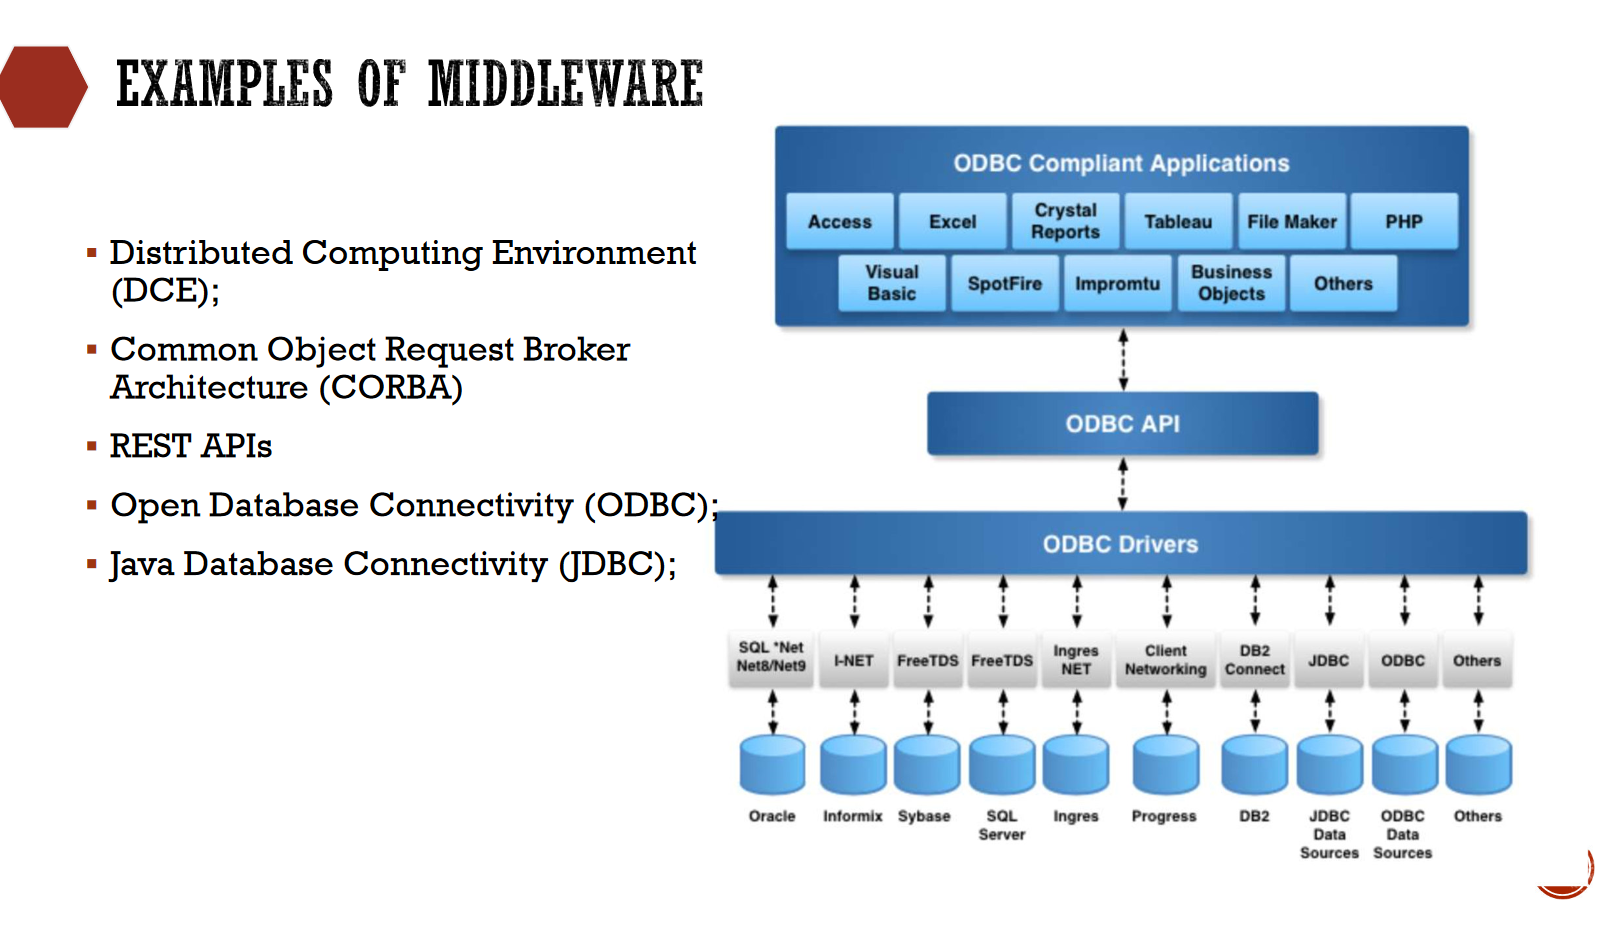 EXAMPLES OF MIDDLEWARE
▪ Distributed Computing Environment
(DCE);
▪ Common Object Request Broker
Architecture (CORBA)
▪ REST APIs
▪ Open Database Connectivity (ODBC);
▪ Java Database Connectivity (JDBC);
ODBC Compliant Applications
Access
Excel
Crystal
Reports
Tableau
File Maker
PHP
Visual
Basic
SpotFire
Impromtu
Business
Objects
Others
ODBC API
ODBC Drivers
SQL *Net
Net8/Net9
I-NET
FreeTDS
FreeTDS
Ingres
NET
Client
Networking
DB2
Connect
JDBC
ODBC
Others
Oracle
Informix
Sybase
SQL
Server
Ingres
Progress
DB2
JDBC
Data
Sources
ODBC
Data
Sources
Others